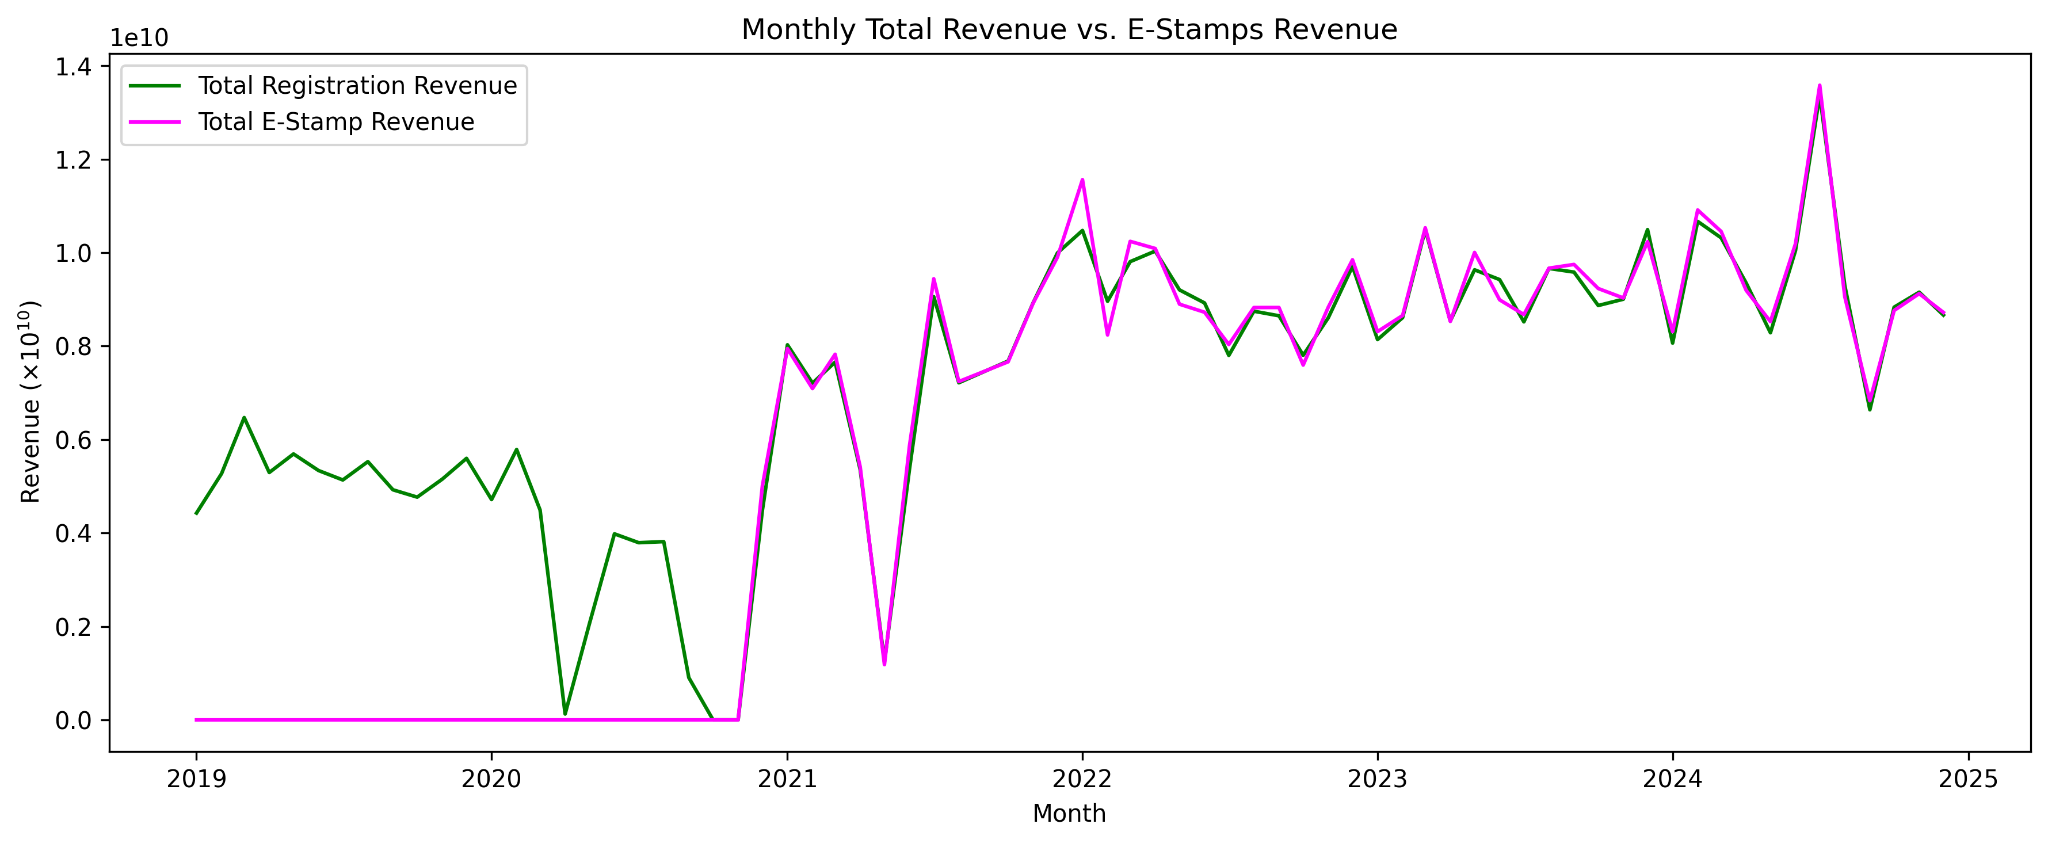 Monthly Total Revenue vs. E-Stamps Revenue
1e10
1.4
1.2
1.0
0.8
0.6
0.4
0.2
0.0
Revenue (×10¹⁰)
Total Registration Revenue
Total E-Stamp Revenue
2019 2020 2021 2022 2023 2024 2025
Month